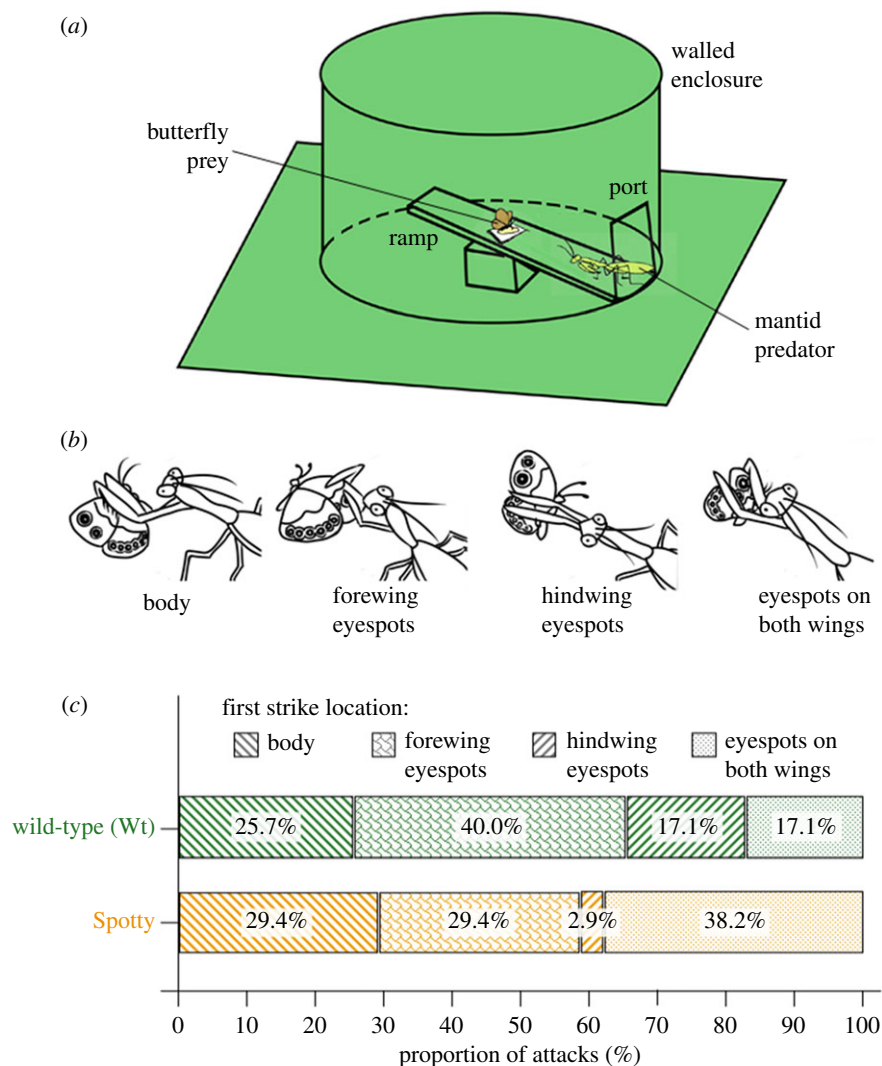 (a)
walled
enclosure
butterfly
prey
port
ramp
mantid
predator
(b)
body
forewing
eyespots
hindwing
eyespots
eyespots on
both wings
(c)
first strike location:
body
forewing
eyespots
hindwing
eyespots
eyespots on
both wings
wild-type (Wt)
25.7%
40.0%
17.1%
17.1%
Spotty
29.4%
29.4%
2.9%
38.2%
0 10 20 30 40 50 60 70 80 90 100
proportion of attacks (%)